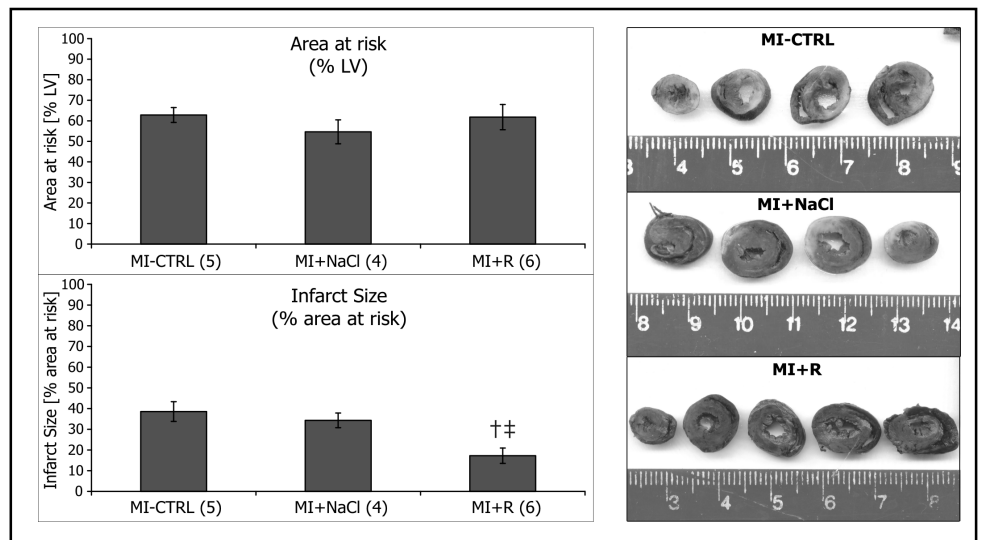 Area at risk
(% LV)
Area at risk [% LV]
100
90
80
70
60
50
40
30
20
10
0
MI-CTRL (5)
MI+NaCl (4)
MI+R (6)
Infarct Size
(% area at risk)
Infarct Size [% area at risk]
100
90
80
70
60
50
40
30
20
10
0
†‡
MI-CTRL (5)
MI+NaCl (4)
MI+R (6)
MI-CTRL
3 4 5 6 7 8 9
MI+NaCl
8 9 10 11 12 13 14
MI+R
3 4 5 6 7 8